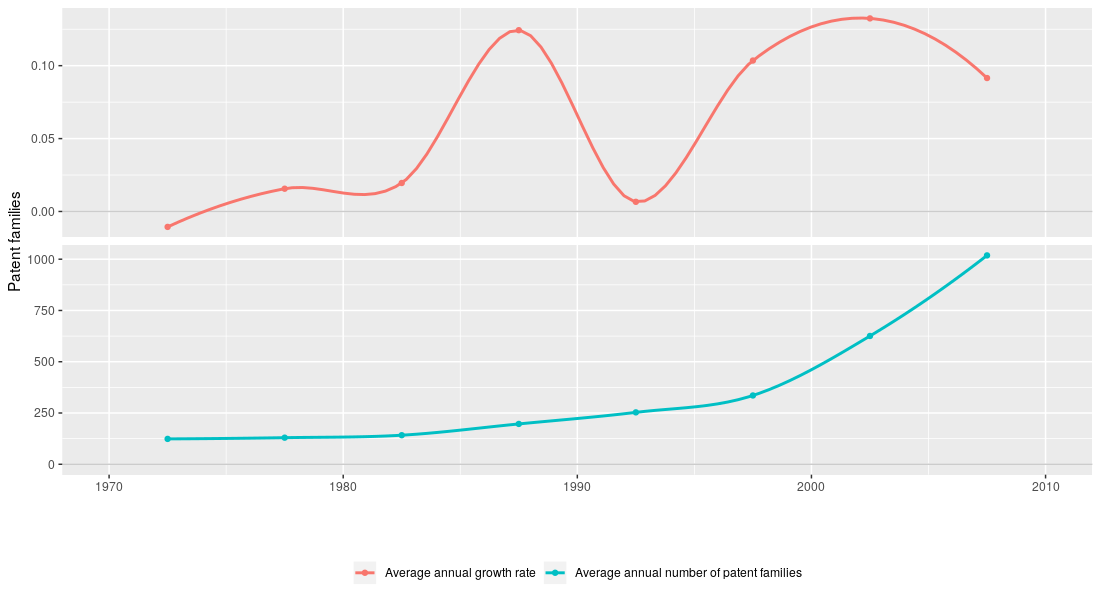 Patent families
0.10
0.05
0.00
1000
750
500
250
0
1970 1980 1990 2000 2010
Average annual growth rate Average annual number of patent families